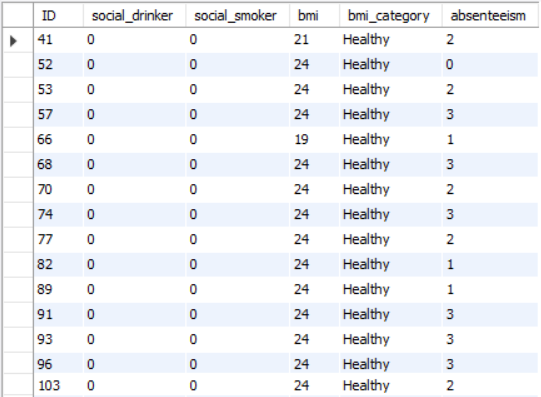 ID social_drinker social_smoker bmi bmi_category absenteeism
41 0 0 21 Healthy 2
52 0 0 24 Healthy 0
53 0 0 24 Healthy 2
57 0 0 24 Healthy 3
66 0 0 19 Healthy 1
68 0 0 24 Healthy 3
70 0 0 24 Healthy 2
74 0 0 24 Healthy 3
77 0 0 24 Healthy 2
82 0 0 24 Healthy 1
89 0 0 24 Healthy 1
91 0 0 24 Healthy 3
93 0 0 24 Healthy 3
96 0 0 24 Healthy 3
103 0 0 24 Healthy 2